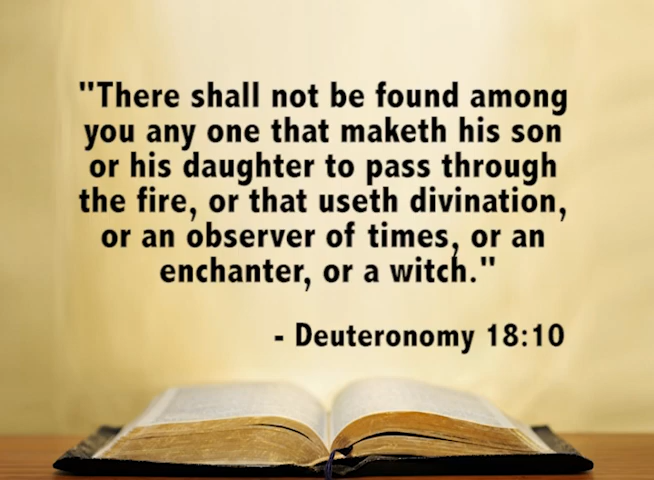 "There shall not be found among
you any one that maketh his son
or his daughter to pass through
the fire, or that useth divination,
or an observer of times, or an
enchanter, or a witch."
- Deuteronomy 18:10